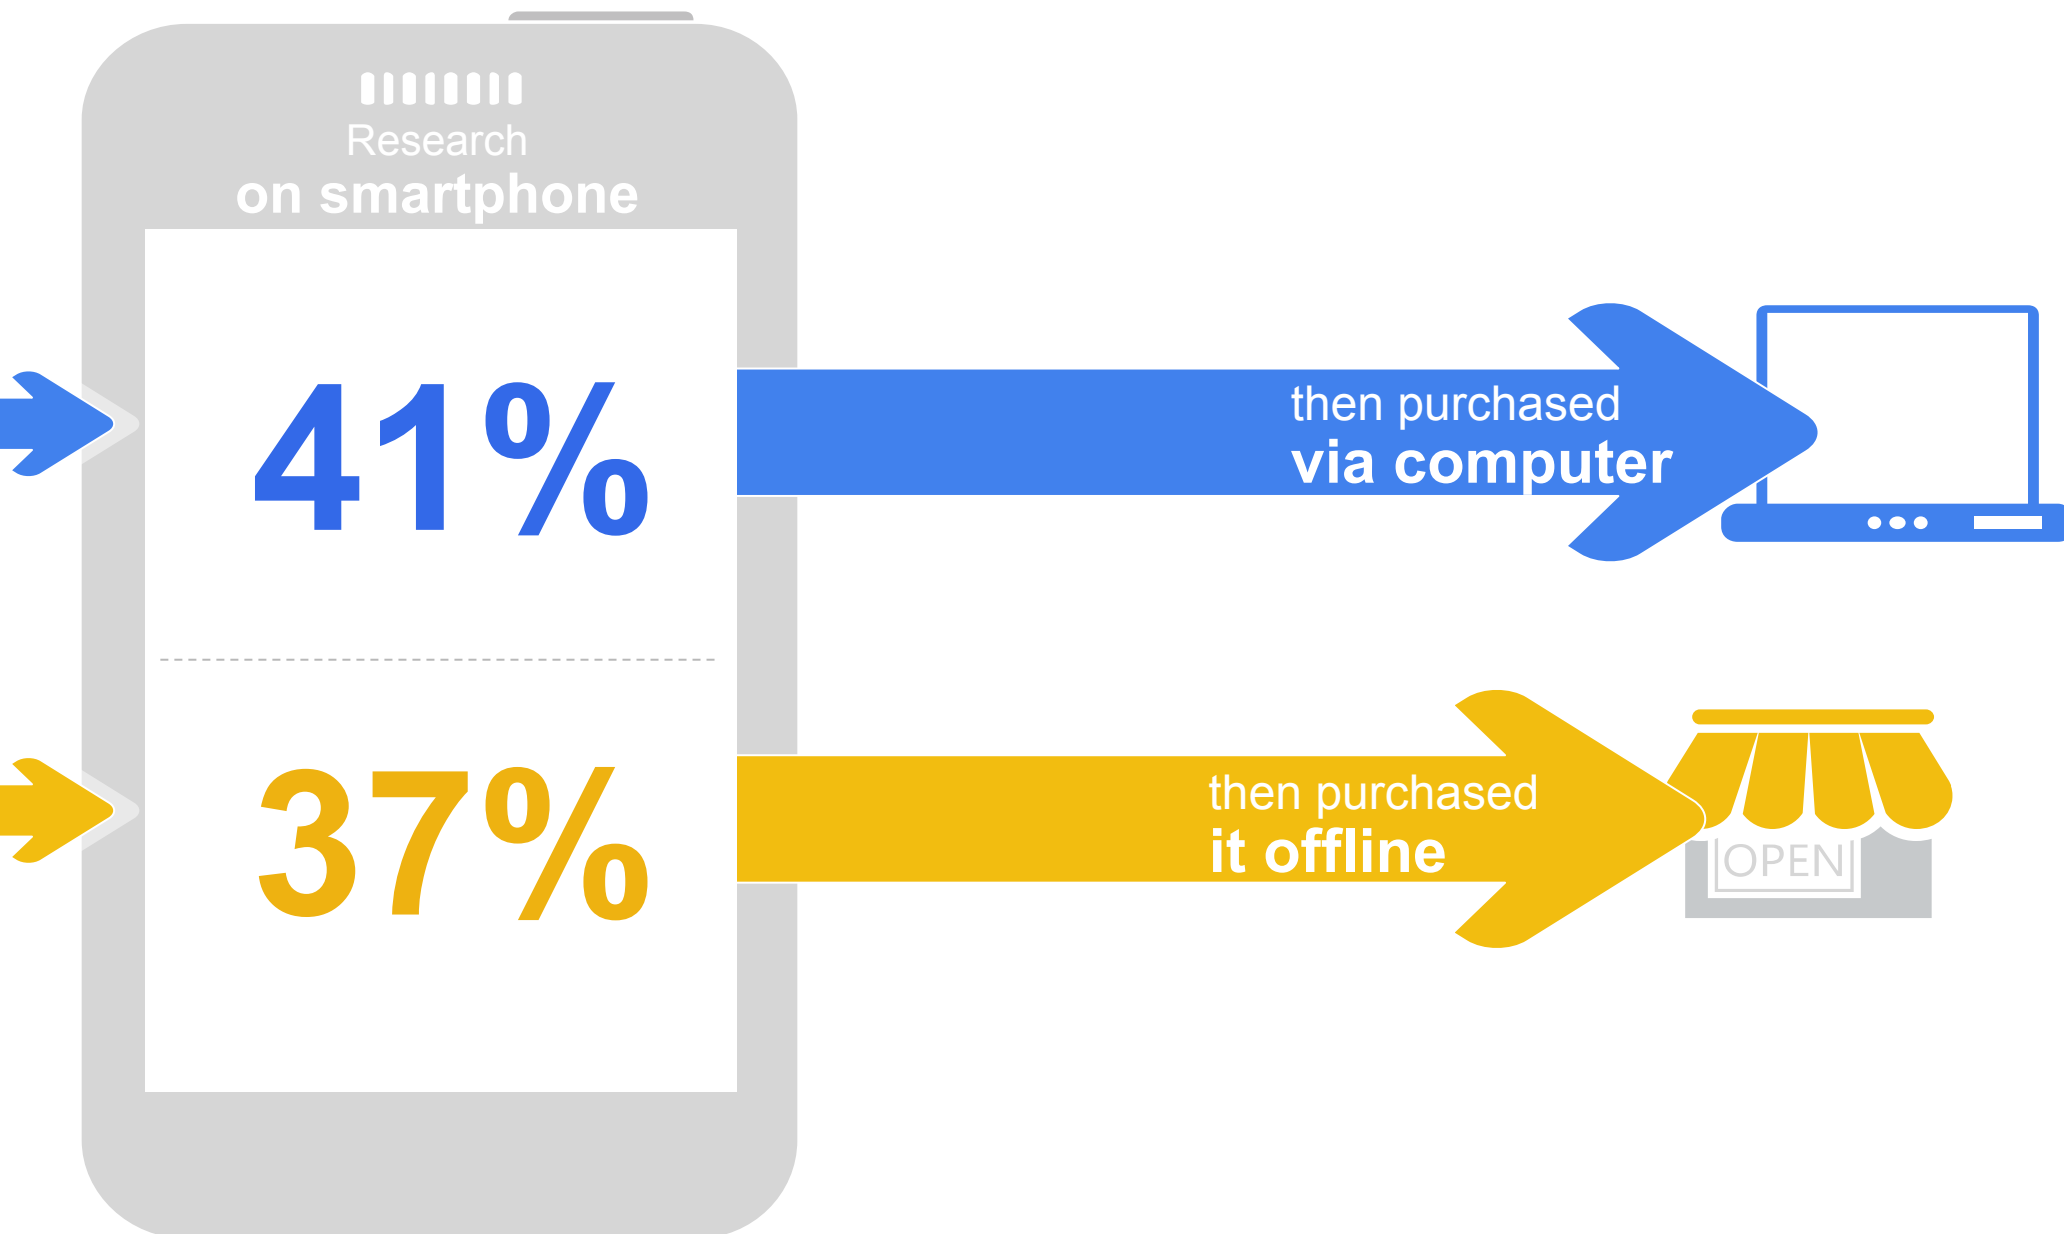 Research
on smartphone
41%
then purchased
via computer
37%
then purchased
it offline
OPEN